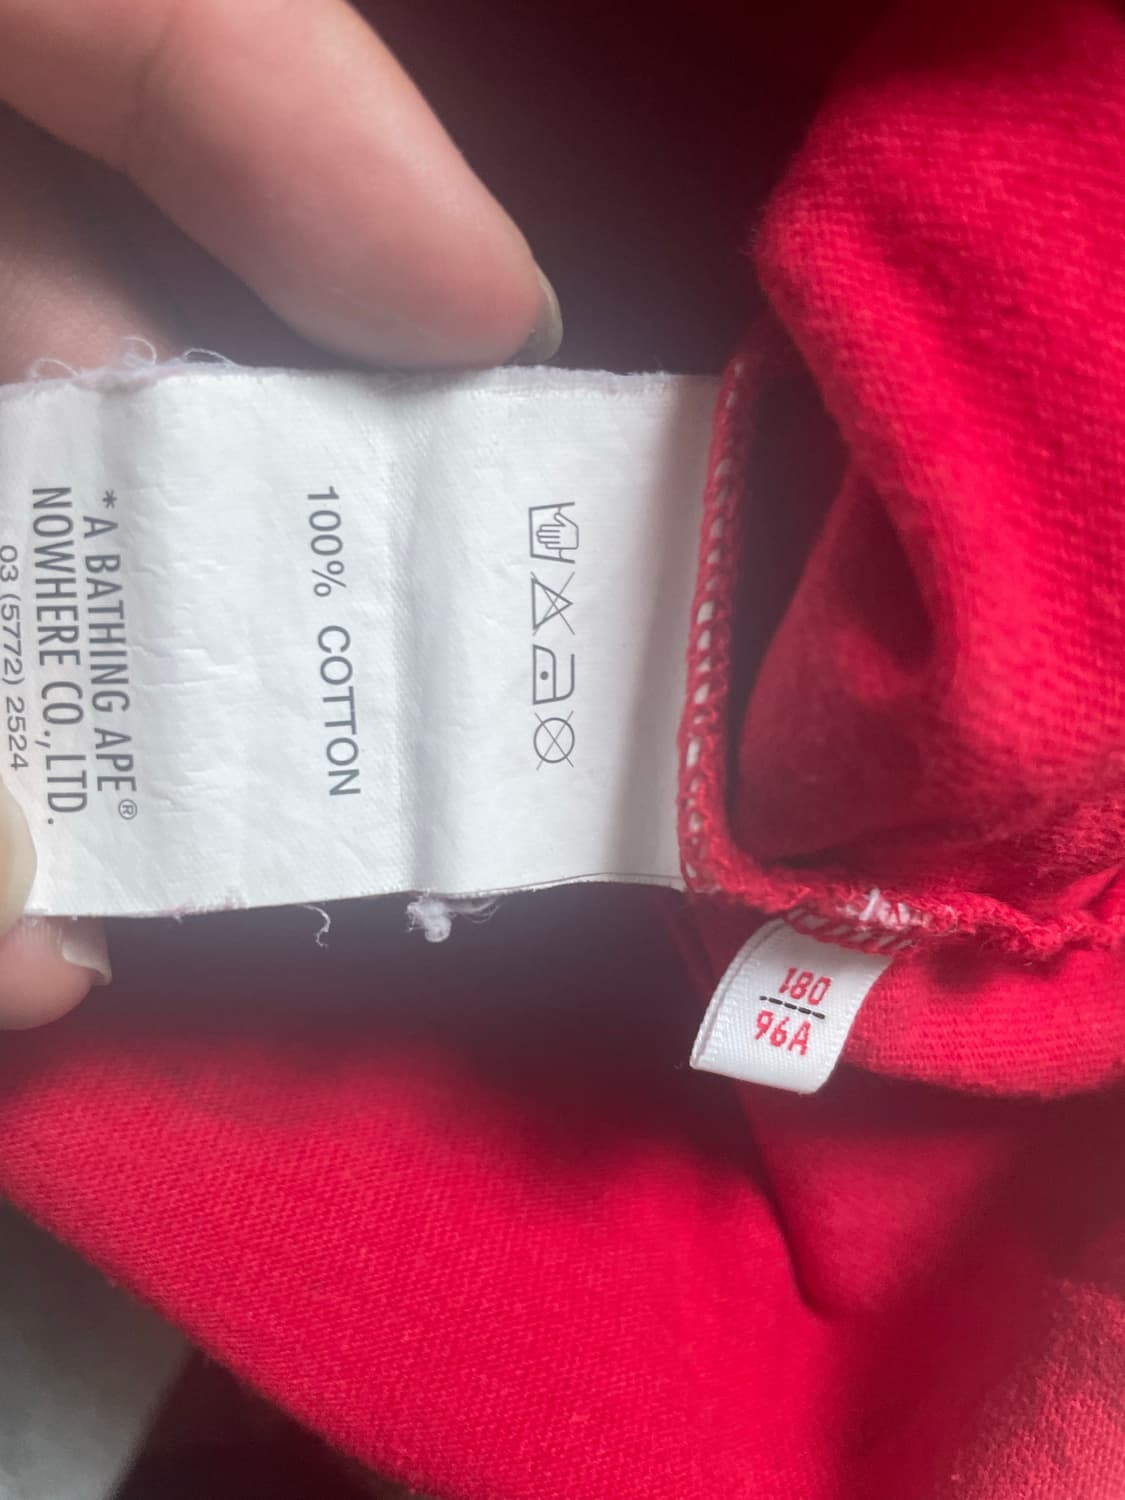 100% COTTON
* A BATHING APE®
NOWHERE CO., LTD.
03 (5772) 2524
180
96A